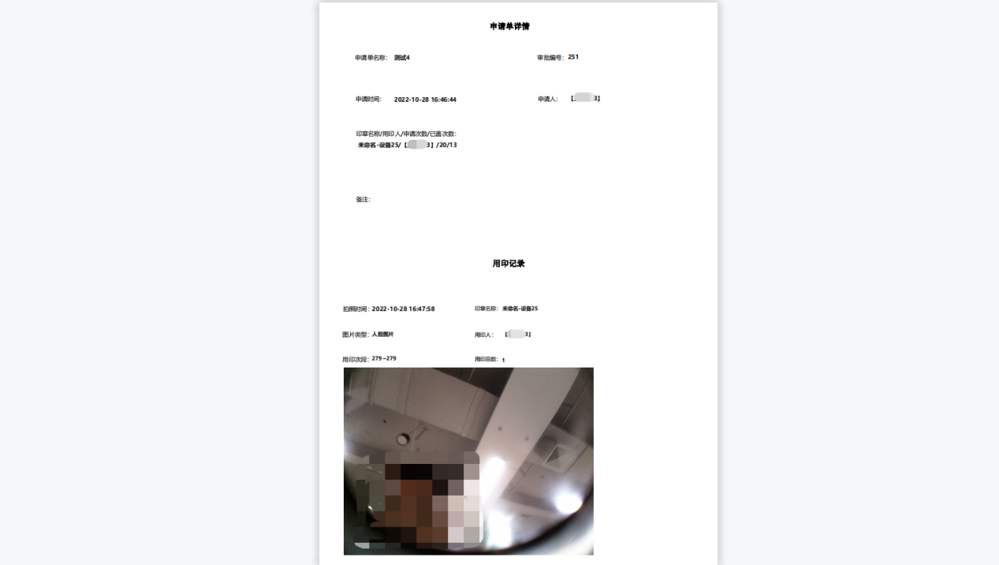 申请单详情
申请单名称： 测试4 审批编号：251
申请时间： 2022-10-28 16:46:44 申请人： 【 3】
印章名称/用印人/申请次数/已盖次数：
未命名-设备25/【 3】/20/13
备注：
用印记录
拍照时间：2022-10-28 16:47:58 印章名称： 未命名-设备25
图片类型：人脸图片 用印人： 【 3】
用印次段：279~279 用印总数： 1